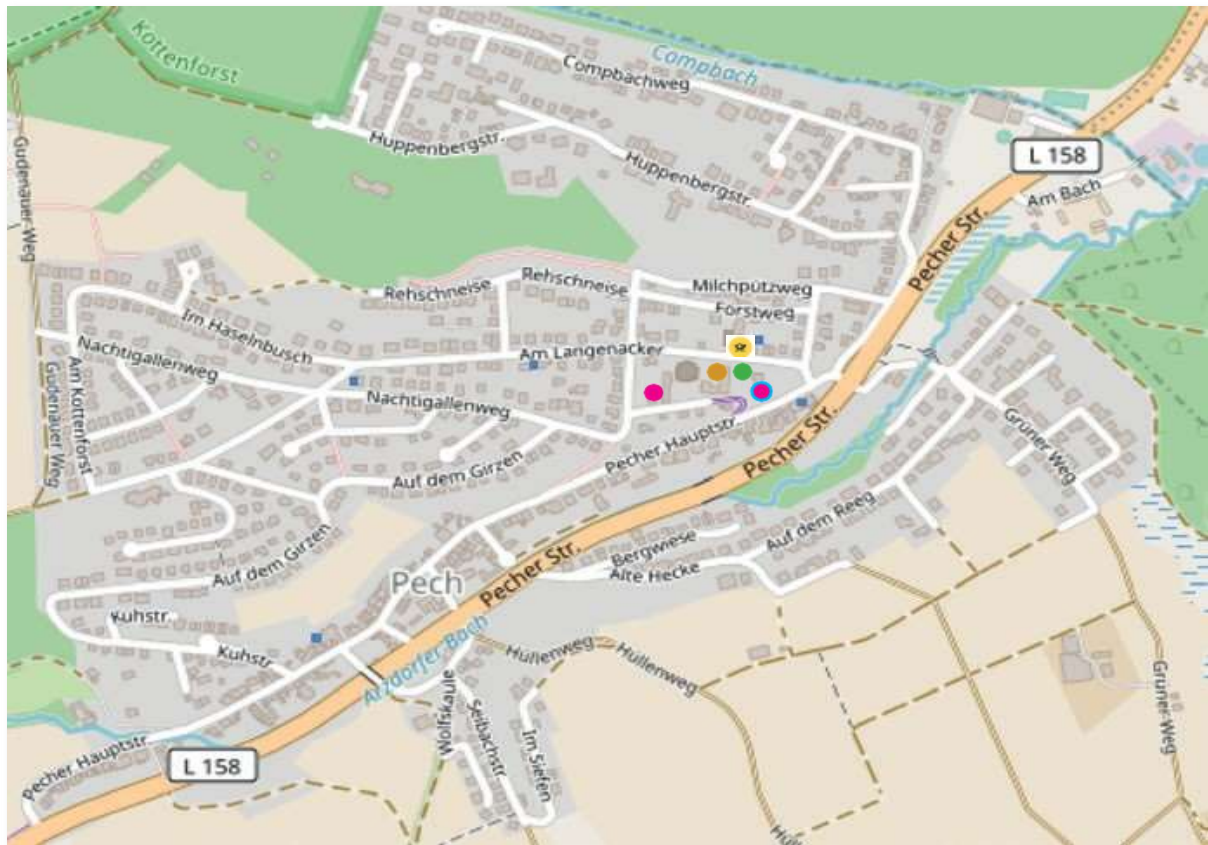 Kottenforst
Campbach
Compbachweg
Huppenbergstr.
Huppenbergstr.
L 158
Am Bach
Gudenauer Weg
Pecher Str.
Rehschneise
Rehschneise
Milchpützweg
Forstweg
Im Haselnbusch
Am Langenacker
Nachtigallenweg
Nachtigallenweg
Am Kottenforst
Gudenauer Weg
Pecher Hauptstr.
Pecher Str.
Grüner Weg
Auf dem Girzen
Auf dem Reeg
Bergwiese
Alte Hecke
Auf dem Girzen
Pech
Pecher Str.
Kuhstr.
Kuhstr
Arzdorfer Bach
Hüllenweg
Hüllenweg
Grüner Weg
Wolfskaule
Seibachstr
Im Siefen
Pecher Hauptstr
L 158